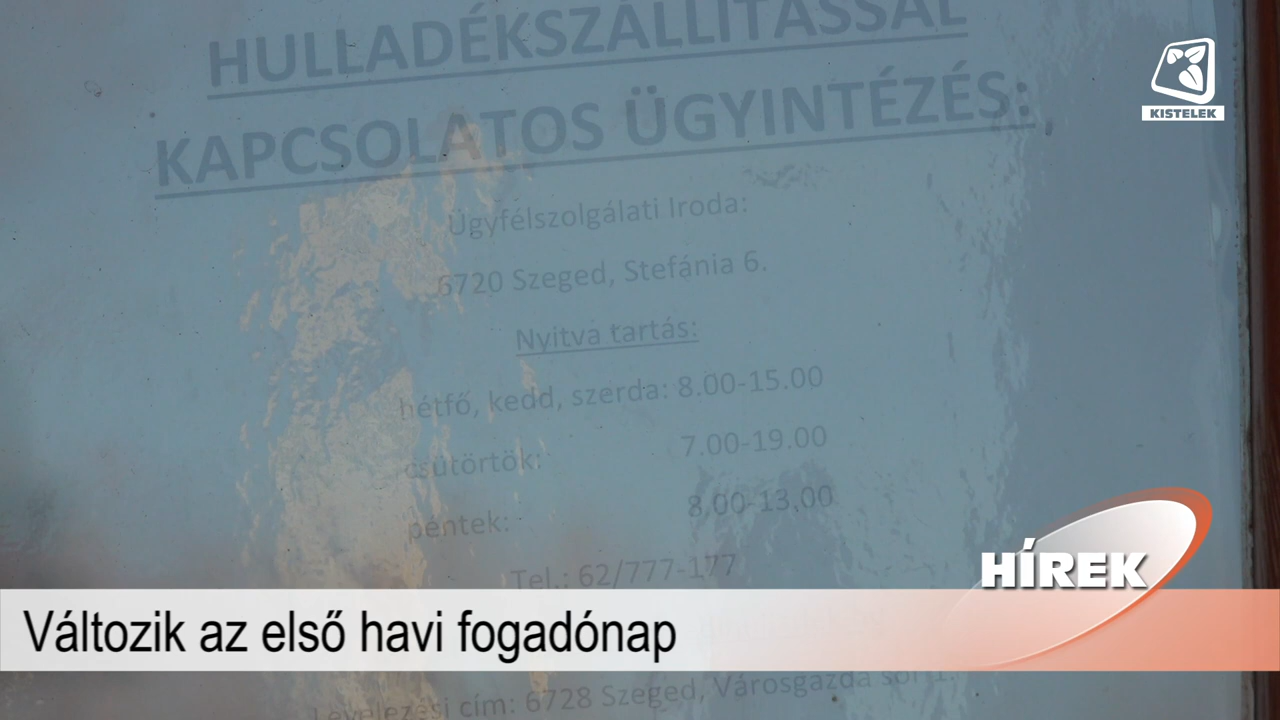 HULLADÉKSZÁLLÍTÁSSAL
KAPCSOLATOS ÜGYINTÉZÉS:
KISTELEK
Ügyfélszolgálati Iroda:
6720 Szeged, Stefánia 6.
Nyitva tartás:
hétfő, kedd, szerda: 8.00-15.00
csütörtök: 7.00-19.00
péntek: 8.00-13.00
Tel.: 62/777-177
HÍREK
Változik az első havi fogadónap
Levelezési cím: 6728 Szeged, Városgazda sor 1.